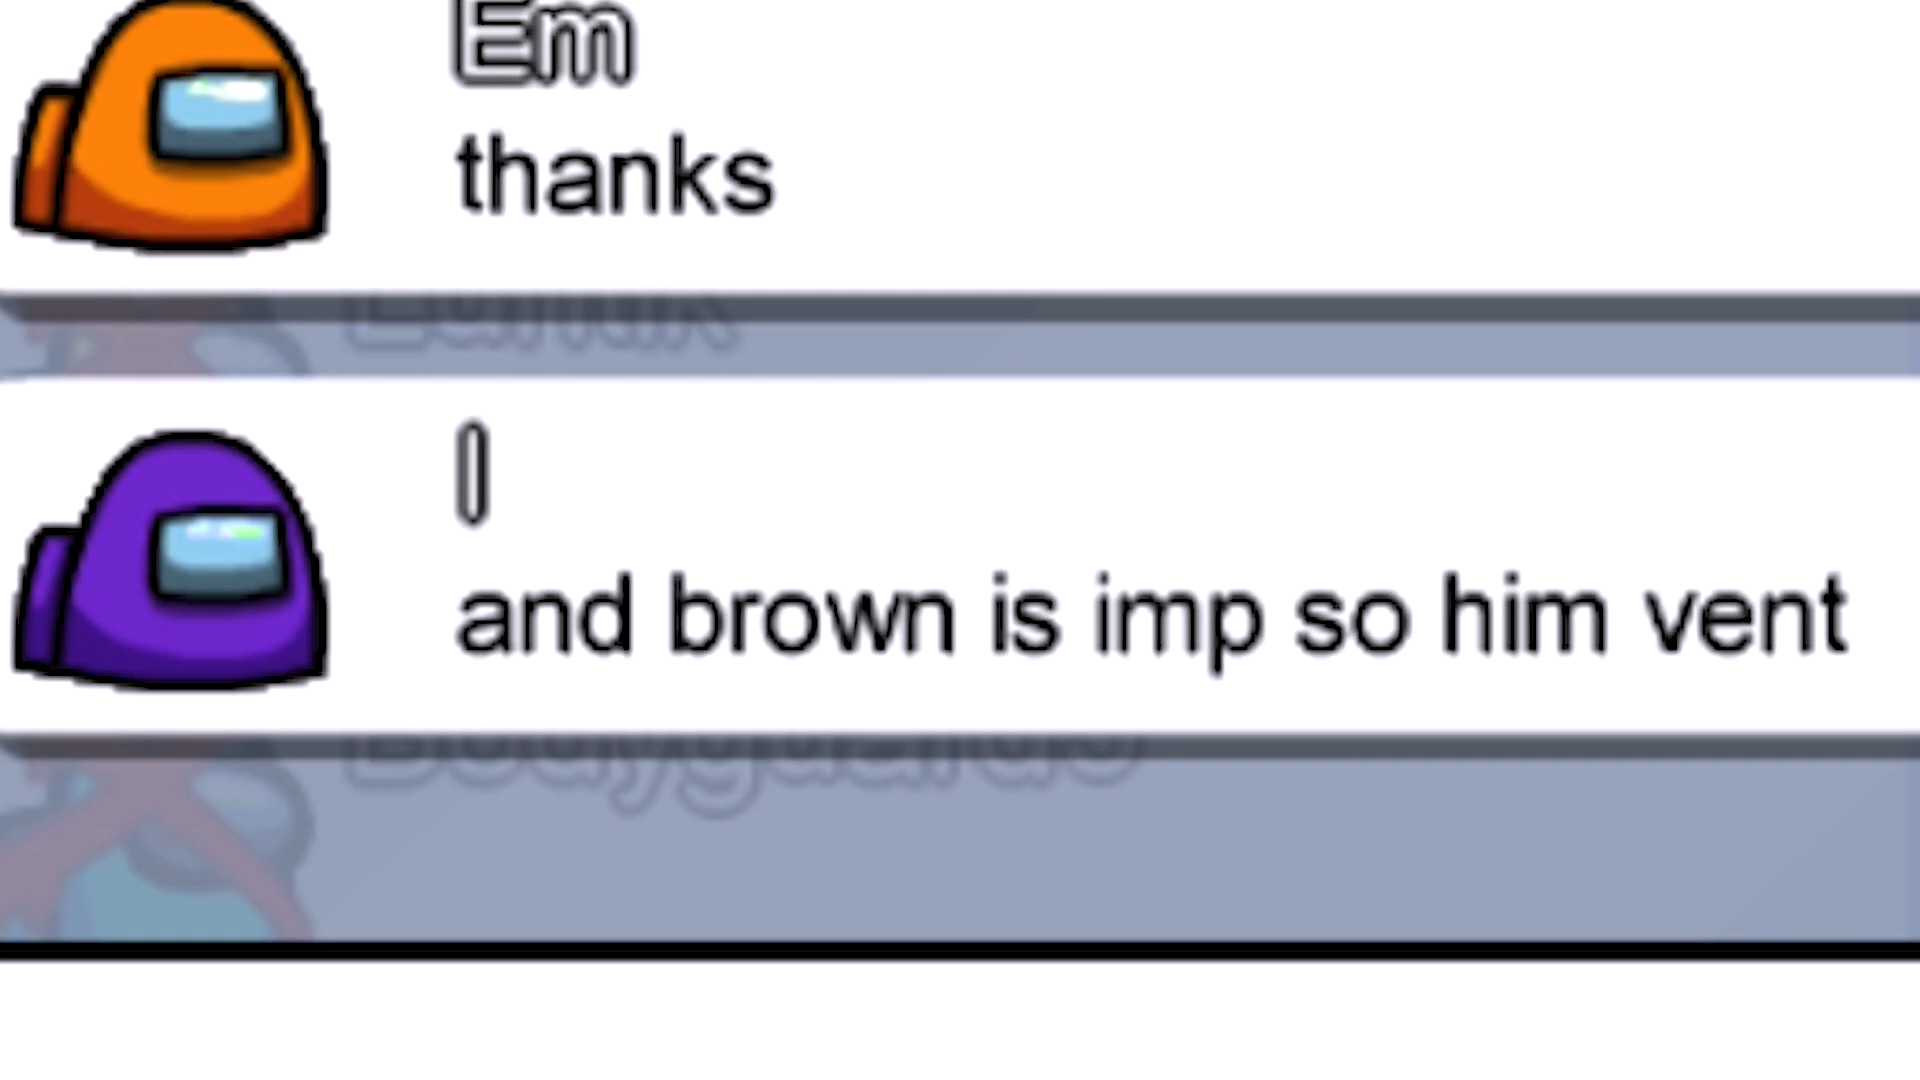 Em
thanks
l
and brown is imp so him vent